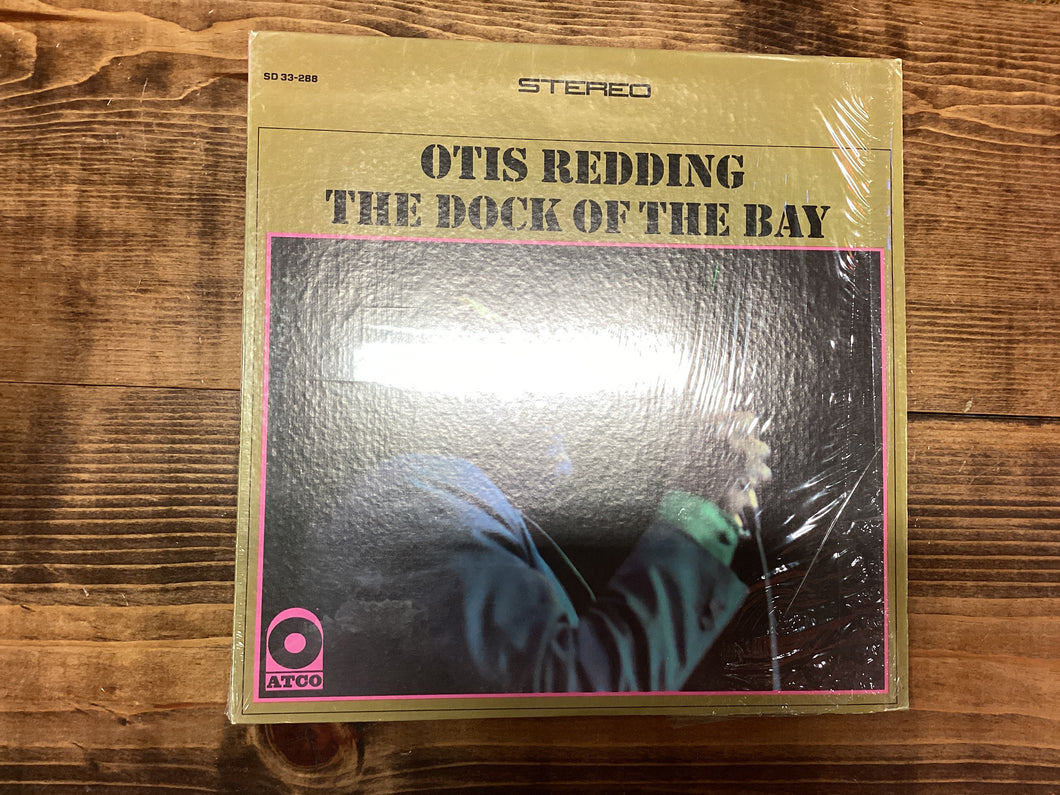 SD 33-288
STEREO
OTIS REDDING
THE DOCK OF THE BAY
ATCO